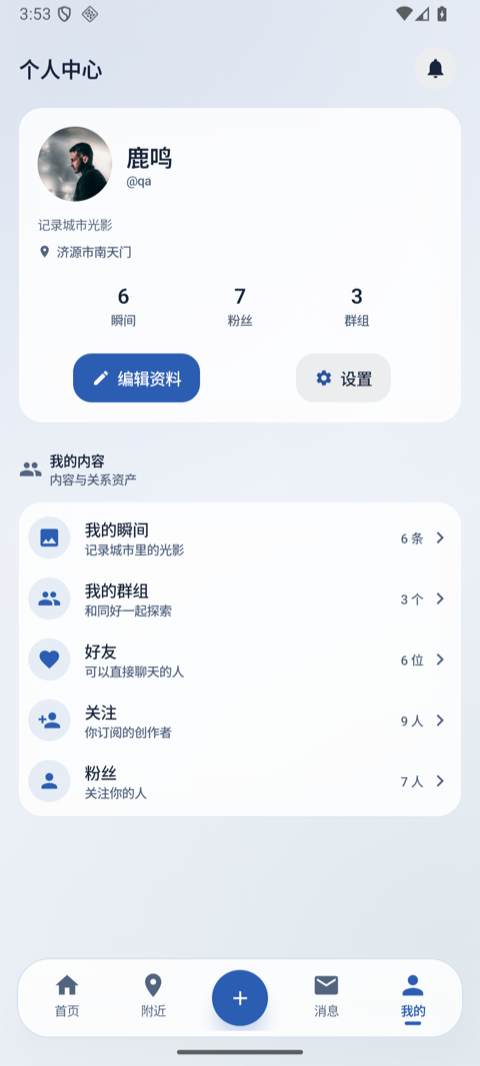 3:53
个人中心
鹿鸣
@qa
记录城市光影
济源市南天门
6
7
3
瞬间
粉丝
群组
编辑资料
设置
我的内容
内容与关系资产
我的瞬间
记录城市里的光影
6 条
我的群组
和同好一起探索
3 个
好友
可以直接聊天的人
6 位
关注
你订阅的创作者
9 人
粉丝
关注你的人
7 人
首页
附近
消息
我的